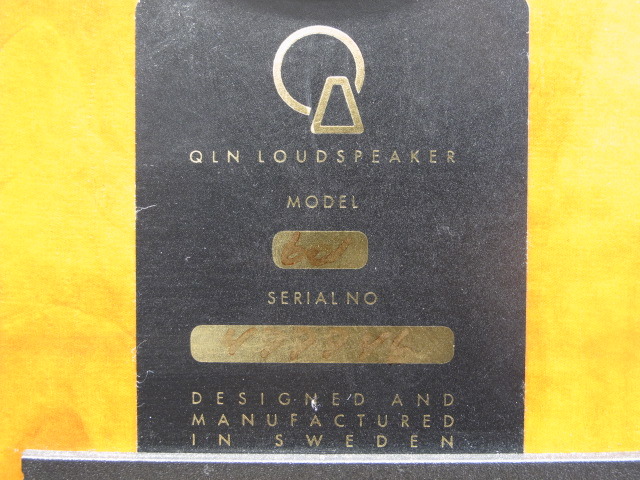 QLN LOUDSPEAKER
MODEL
SERIAL NO
DESIGNED AND
MANUFACTURED
IN SWEDEN